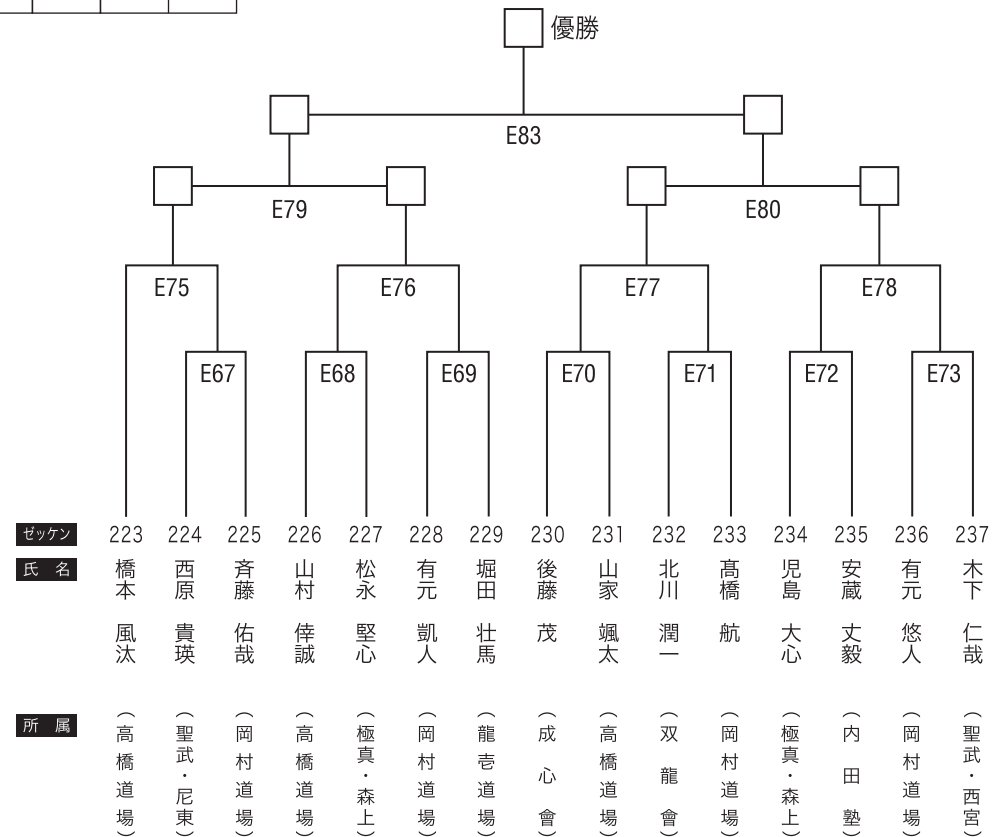 優勝
E83
E79
E80
E75
E76
E77
E78
E67
E68
E69
E70
E71
E72
E73
ゼッケン 223 224 225 226 227 228 229 230 231 232 233 234 235 236 237
氏名
橋本 風汰
西原 貴瑛
斉藤 佑哉
山村 倖誠
松永 堅心
有元 凱人
堀田 壮馬
後藤 茂
山家 颯太
北川 潤一
髙橋 航
児島 大心
安蔵 丈毅
有元 悠人
木下 仁哉
所属
(高橋道場)
(聖武・尼東)
(岡村道場)
(高橋道場)
(極真・森上)
(岡村道場)
(龍壱道場)
(成心會)
(高橋道場)
(双龍會)
(岡村道場)
(極真・森上)
(内田塾)
(岡村道場)
(聖武・西宮)